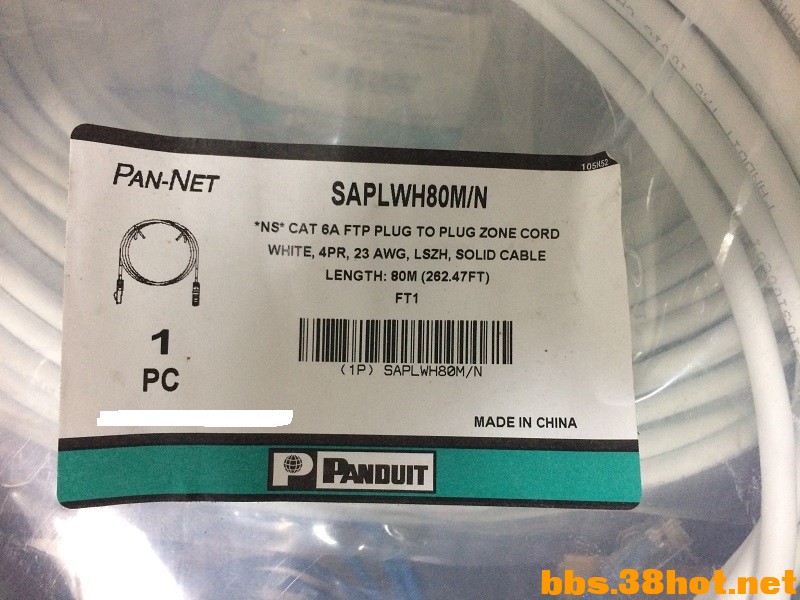 105H52
PAN-NET
SAPLWH80M/N
*NS* CAT 6A FTP PLUG TO PLUG ZONE CORD
WHITE, 4PR, 23 AWG, LSZH, SOLID CABLE
LENGTH: 80M (262.47FT)
FT1
1
PC
(1P) SAPLWH80M/N
MADE IN CHINA
P PANDUIT
bbs.38hot.net